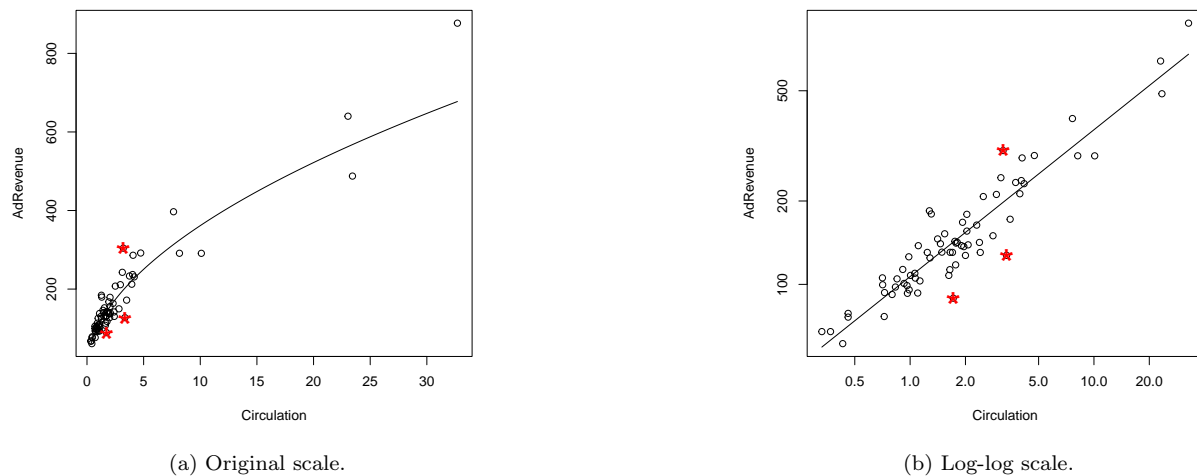 800
600
400
200
AdRevenue
0 5 10 15 20 25 30
Circulation
(a) Original scale.
500
200
100
AdRevenue
0.5 1.0 2.0 5.0 10.0 20.0
Circulation
(b) Log-log scale.